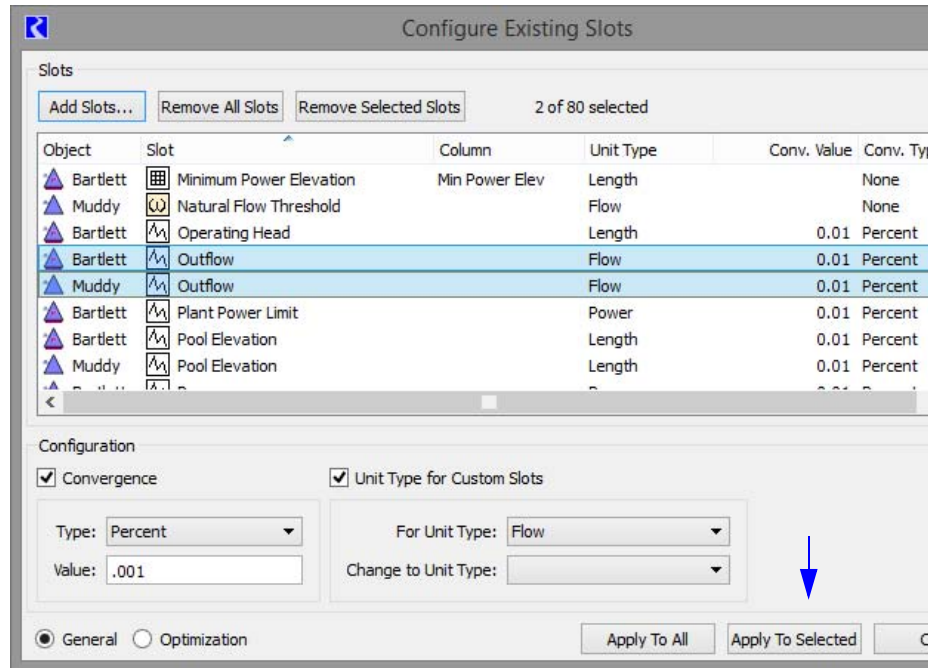 Configure Existing Slots
Slots
Add Slots... Remove All Slots Remove Selected Slots 2 of 80 selected
Object Slot Column Unit Type Conv. Value Conv. Ty
Bartlett Minimum Power Elevation Min Power Elev Length None
Muddy Natural Flow Threshold Flow None
Bartlett Operating Head Length 0.01 Percent
Bartlett Outflow Flow 0.01 Percent
Muddy Outflow Flow 0.01 Percent
Bartlett Plant Power Limit Power 0.01 Percent
Bartlett Pool Elevation Length 0.01 Percent
Muddy Pool Elevation Length 0.01 Percent
Configuration
Convergence Unit Type for Custom Slots
Type: Percent For Unit Type: Flow
Value: .001 Change to Unit Type:
General Optimization Apply To All Apply To Selected C